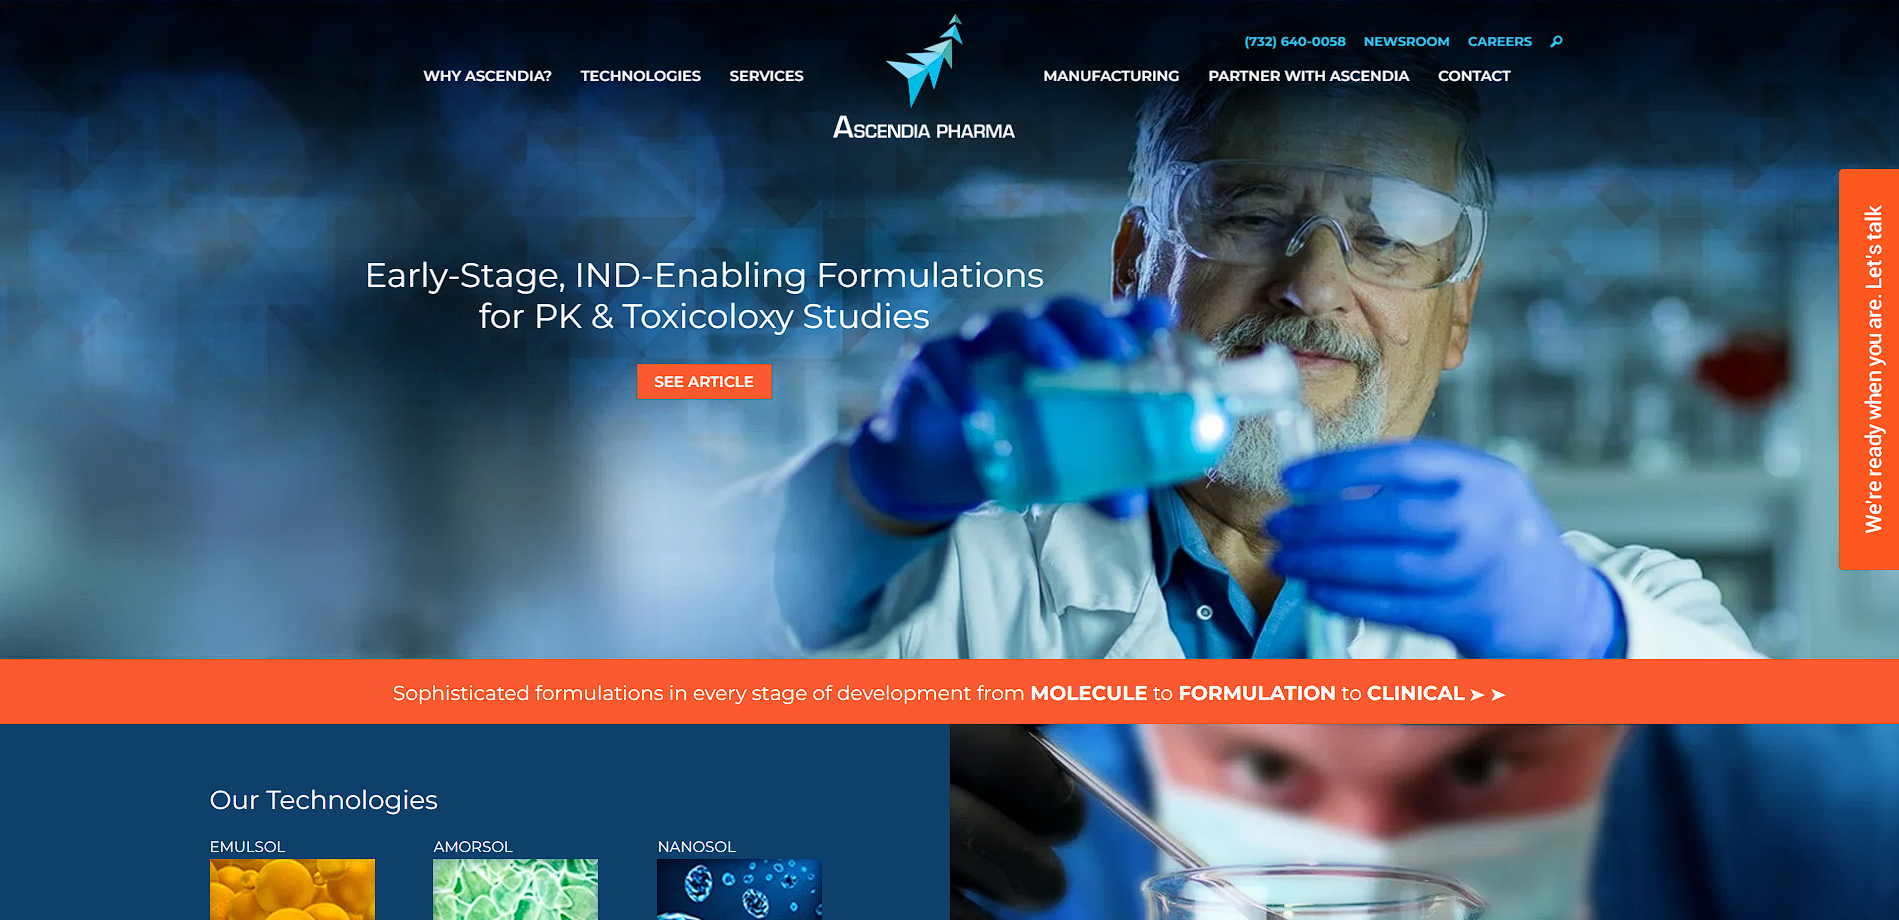 (732) 640-0058 NEWSROOM CAREERS
WHY ASCENDIA? TECHNOLOGIES SERVICES MANUFACTURING PARTNER WITH ASCENDIA CONTACT
ASCENDIA PHARMA
Early-Stage, IND-Enabling Formulations
for PK & Toxicoloxy Studies
SEE ARTICLE
We're ready when you are. Let's talk
Sophisticated formulations in every stage of development from MOLECULE to FORMULATION to CLINICAL ➤ ➤
Our Technologies
EMULSOL AMORSOL NANOSOL